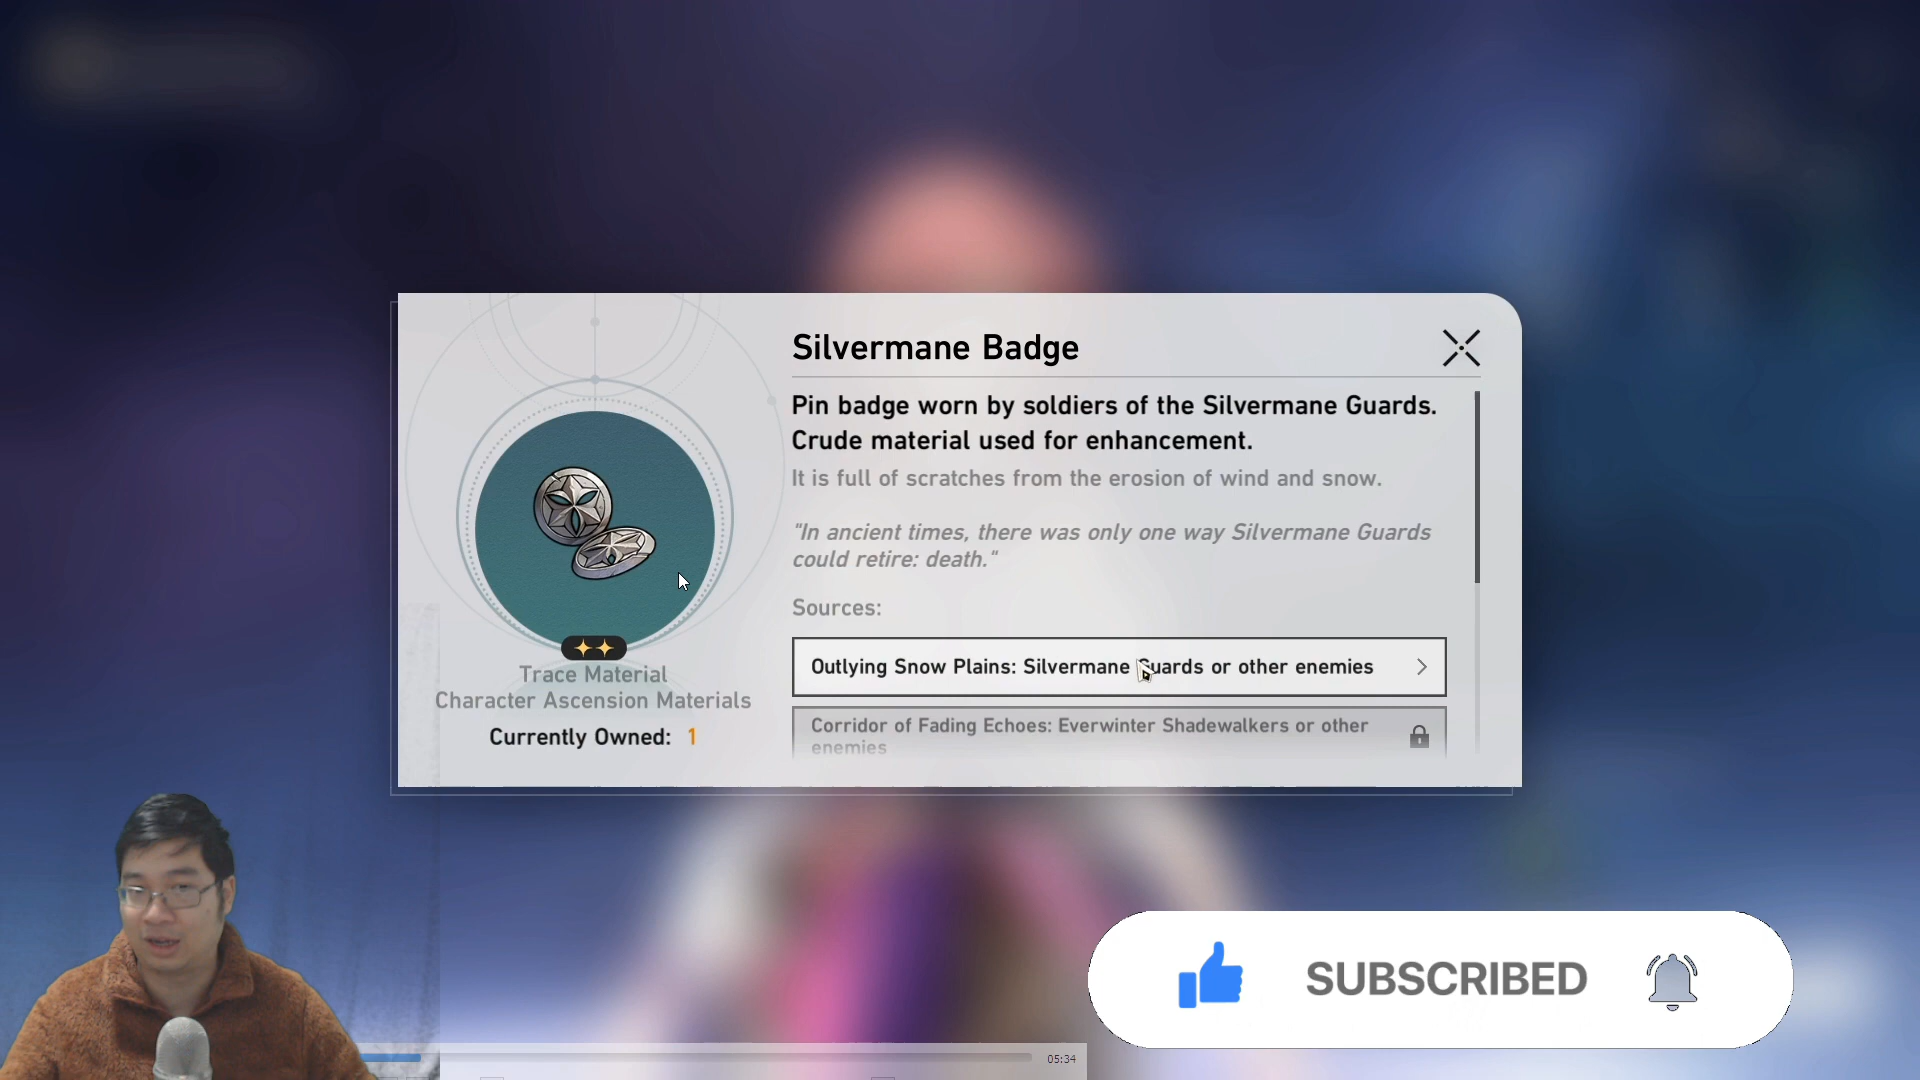 Silvermane Badge
Pin badge worn by soldiers of the Silvermane Guards.
Crude material used for enhancement.
It is full of scratches from the erosion of wind and snow.
"In ancient times, there was only one way Silvermane Guards
could retire: death."
Sources:
Outlying Snow Plains: Silvermane Guards or other enemies
Corridor of Fading Echoes: Everwinter Shadewalkers or other
enemies
Trace Material
Character Ascension Materials
Currently Owned: 1
SUBSCRIBED
05:34